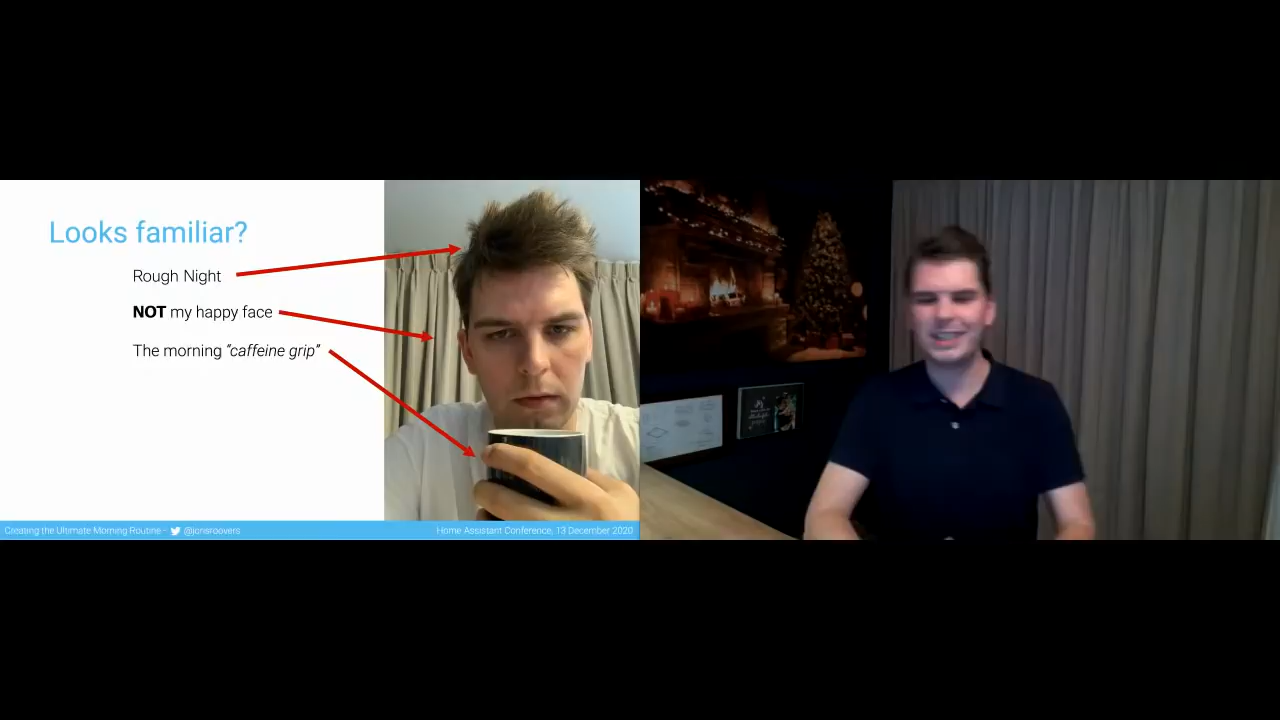 Looks familiar?
Rough Night
NOT my happy face
The morning "caffeine grip"
Creating the Ultimate Morning Routine - @jorisroovers
Home Assistant Conference, 13 December 2020